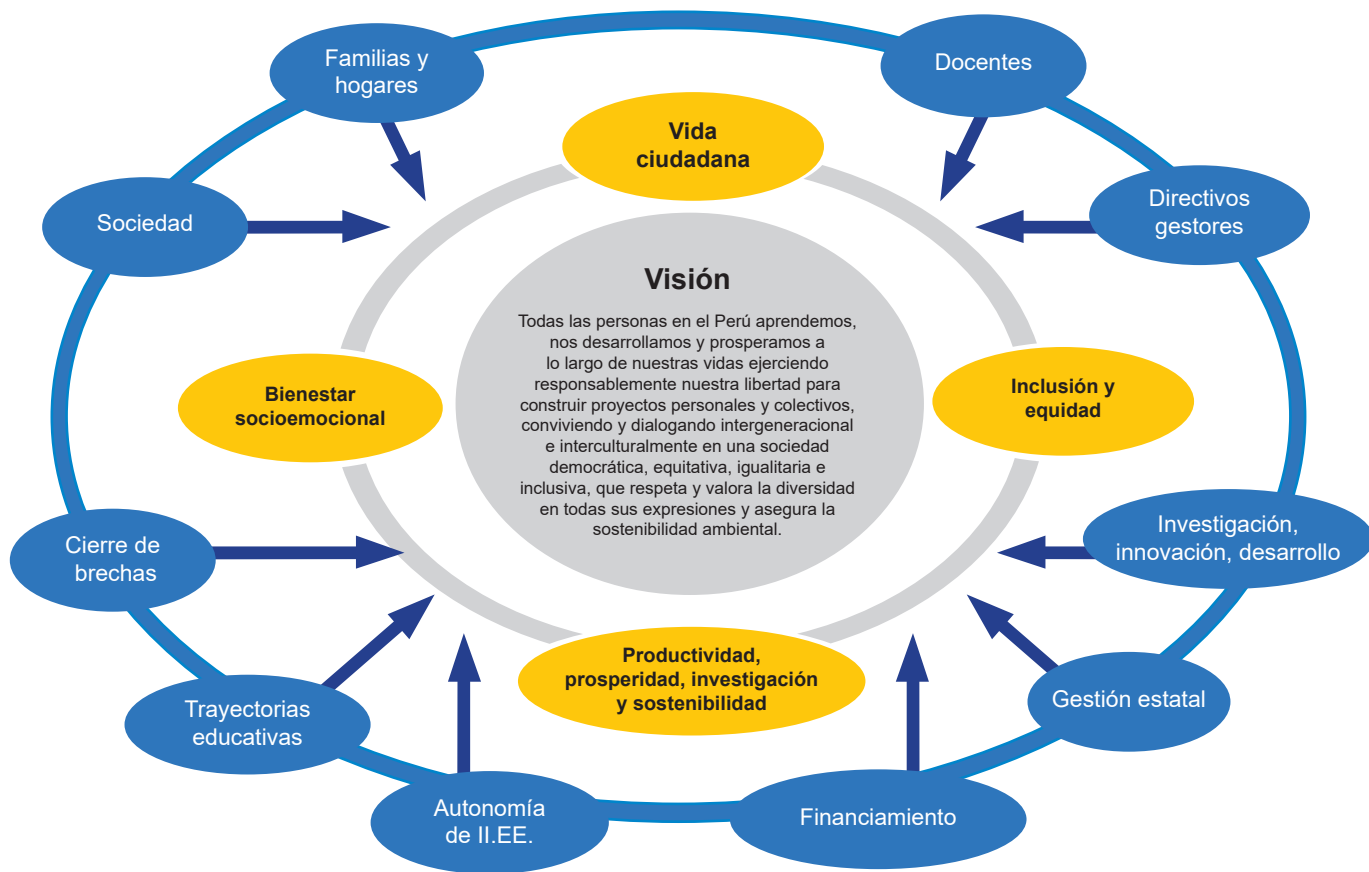 Familias y
hogares
Docentes
Vida
ciudadana
Sociedad
Directivos
gestores
Visión
Todas las personas en el Perú aprendemos,
nos desarrollamos y prosperamos a
lo largo de nuestras vidas ejerciendo
responsablemente nuestra libertad para
construir proyectos personales y colectivos,
conviviendo y dialogando intergeneracional
e interculturalmente en una sociedad
democrática, equitativa, igualitaria e
inclusiva, que respeta y valora la diversidad
en todas sus expresiones y asegura la
sostenibilidad ambiental.
Bienestar
socioemocional
Inclusión y
equidad
Cierre de
brechas
Investigación,
innovación, desarrollo
Productividad,
prosperidad, investigación
y sostenibilidad
Trayectorias
educativas
Gestión estatal
Autonomía
de II.EE.
Financiamiento